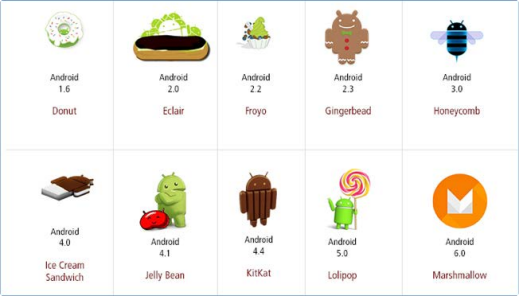 Android
1.6
Donut
Android
2.0
Eclair
Android
2.2
Froyo
Android
2.3
Gingerbead
Android
3.0
Honeycomb
Android
4.0
Ice Cream
Sandwich
Android
4.1
Jelly Bean
Android
4.4
KitKat
Android
5.0
Lolipop
Android
6.0
Marshmallow